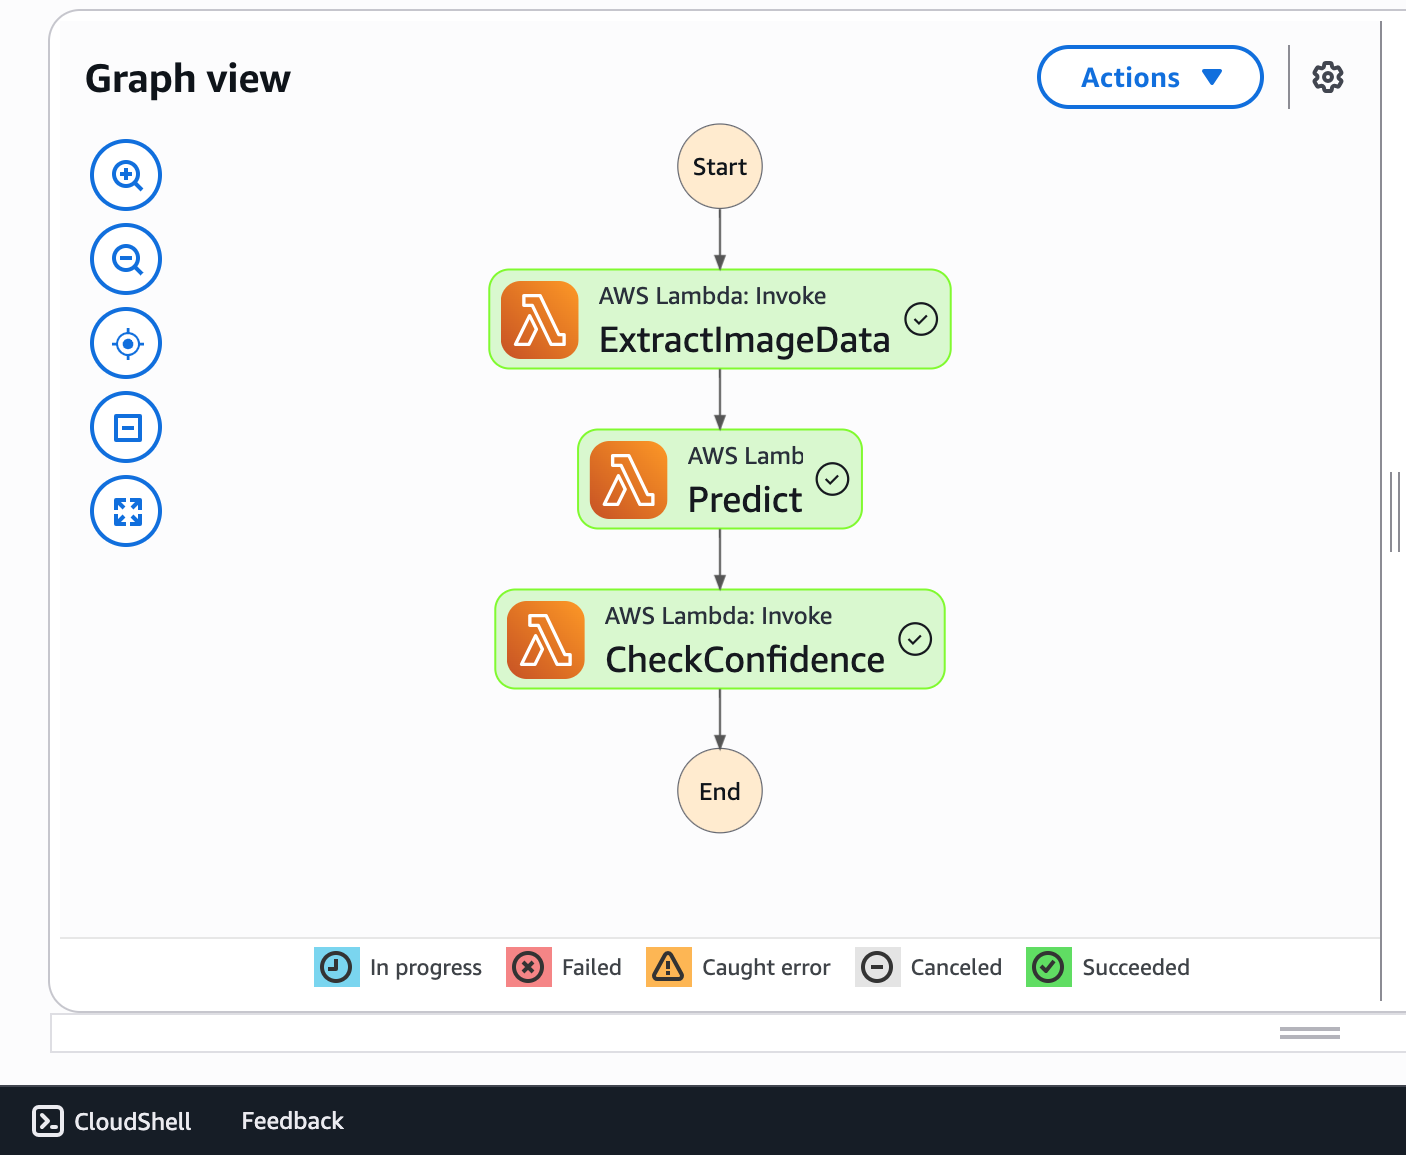 Graph view
Actions
Start
AWS Lambda: Invoke
ExtractImageData
AWS Lamb
Predict
AWS Lambda: Invoke
CheckConfidence
End
In progress
Failed
Caught error
Canceled
Succeeded
CloudShell
Feedback